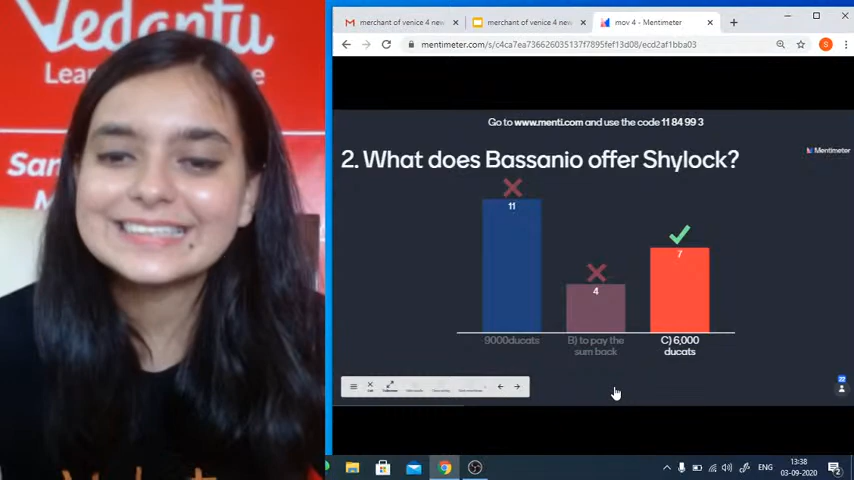 Vedantu
merchant of venice 4 new
merchant of venice 4 new
mov 4 - Mentimeter
mentimeter.com/s/c4ca7ea736626035137f7895fef13d08/ecd2af1bba03
S
Go to www.menti.com and use the code 11 84 99 3
Mentimeter
2. What does Bassanio offer Shylock?
11
4
7
9000ducats
B) to pay the
sum back
C) 6,000
ducats
22
ENG
13:38
03-09-2020
2